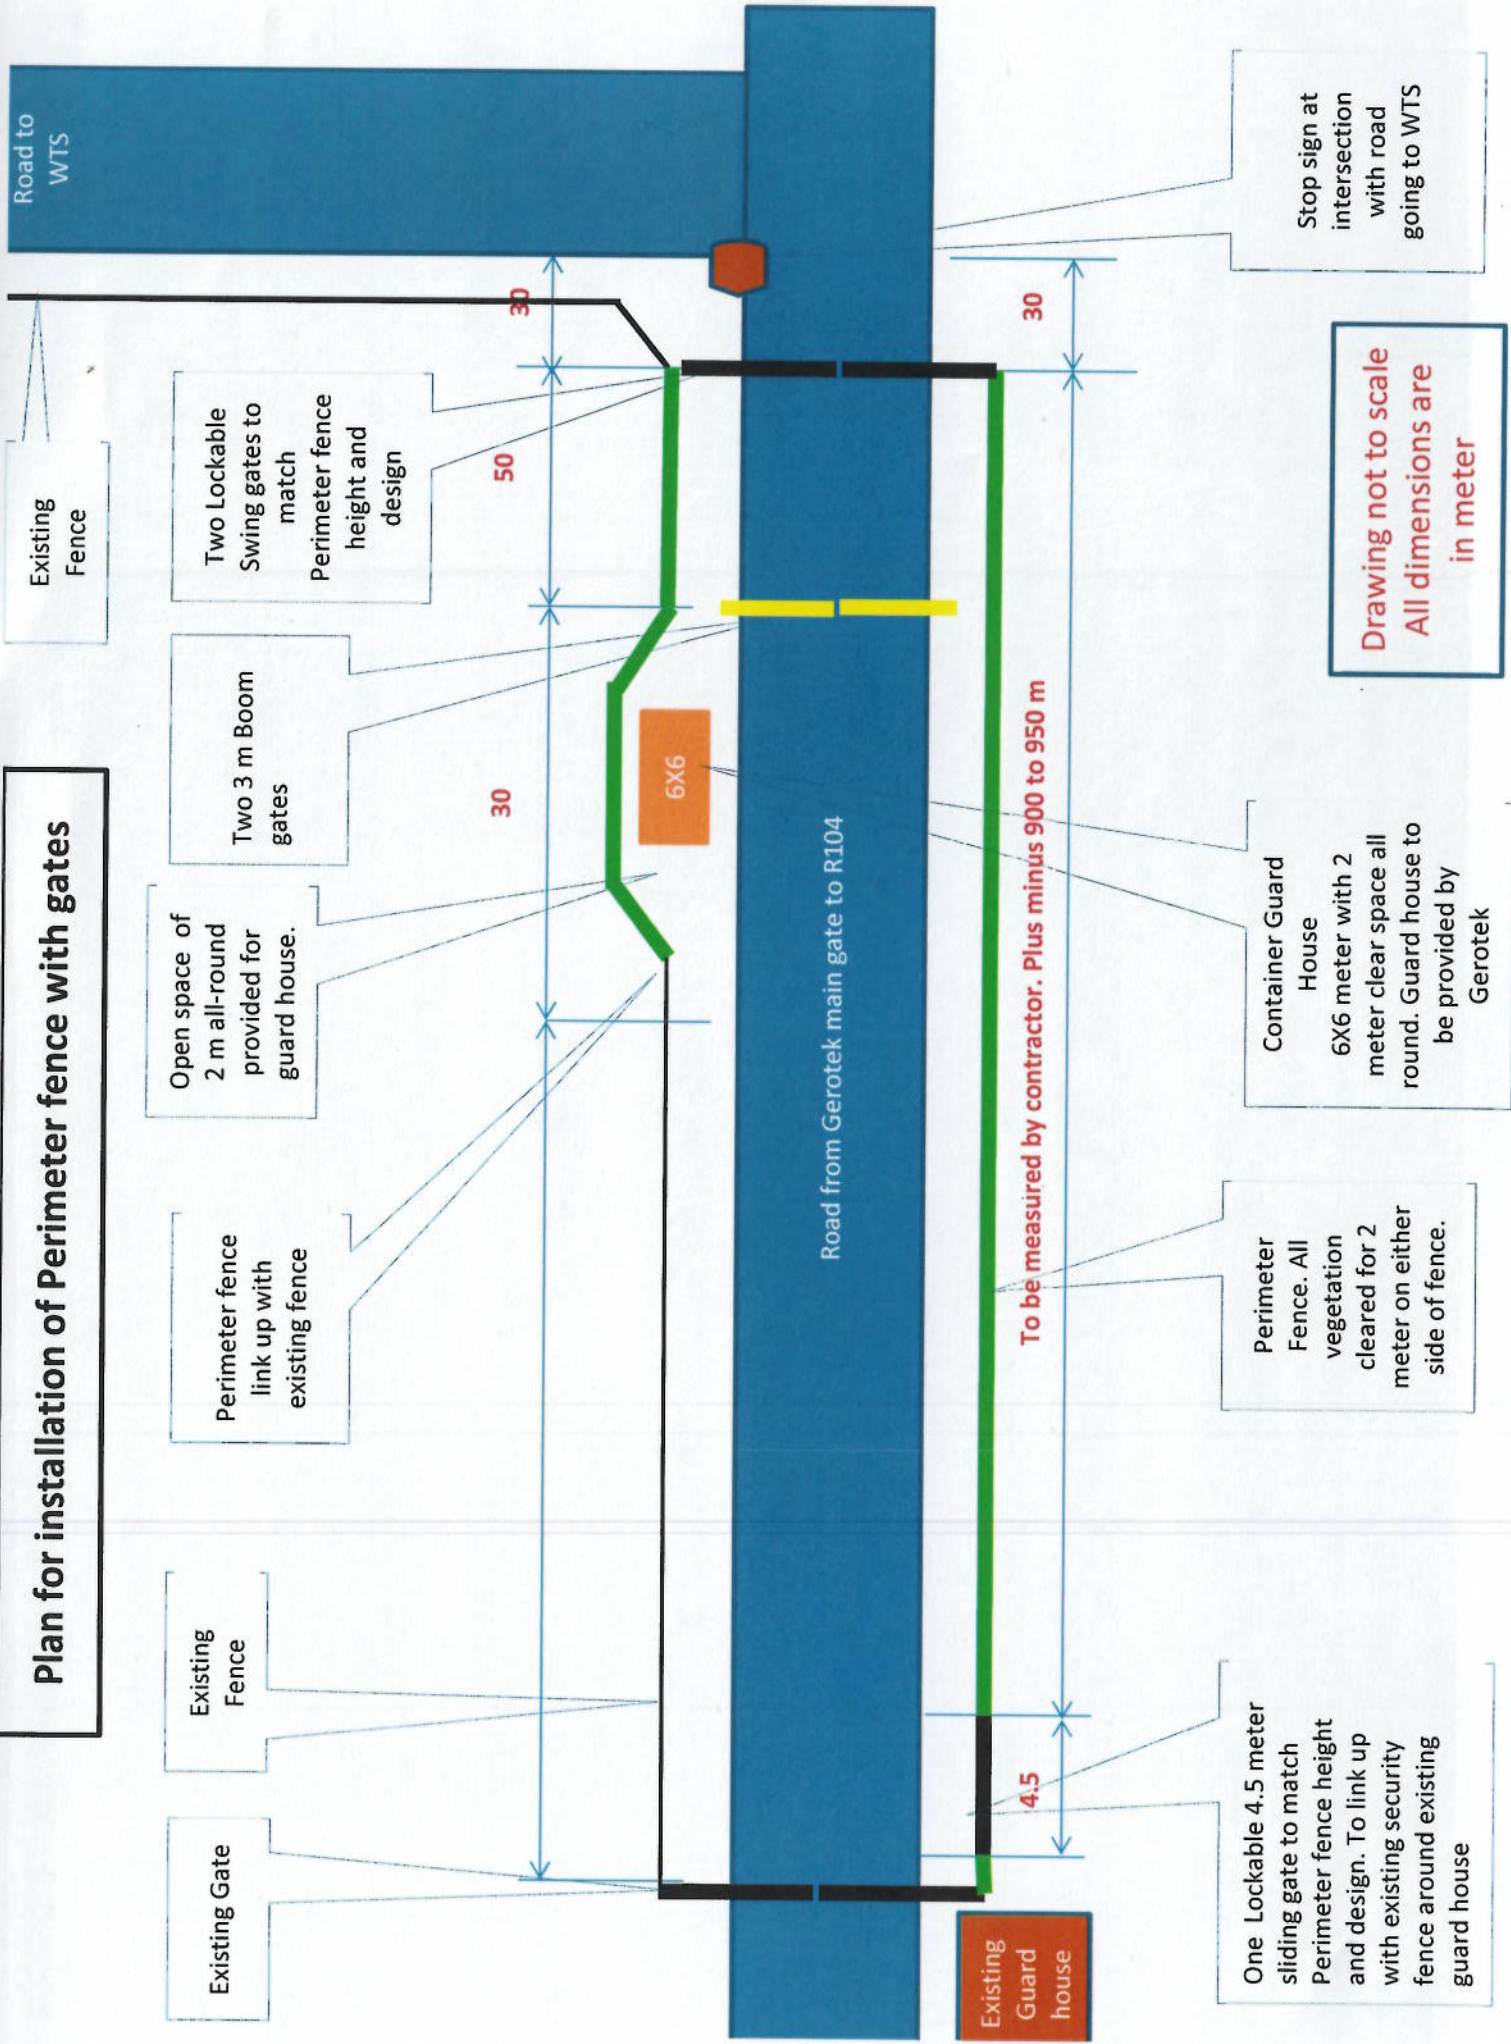 Plan for installation of Perimeter fence with gates
Existing Gate
Existing
Fence
Perimeter fence
link up with
existing fence
Open space of
2 m all-round
provided for
guard house.
Two 3 m Boom
gates
Two Lockable
Swing gates to
match
Perimeter fence
height and
design
Existing
Fence
Road to
WTS
30
50
30
6X6
Road from Gerotek main gate to R104
Existing
Guard
house
4.5
To be measured by contractor. Plus minus 900 to 950 m
30
One Lockable 4.5 meter
sliding gate to match
Perimeter fence height
and design. To link up
with existing security
fence around existing
guard house
Perimeter
Fence. All
vegetation
cleared for 2
meter on either
side of fence.
Container Guard
House
6X6 meter with 2
meter clear space all
round. Guard house to
be provided by
Gerotek
Drawing not to scale
All dimensions are
in meter
Stop sign at
intersection
with road
going to WTS